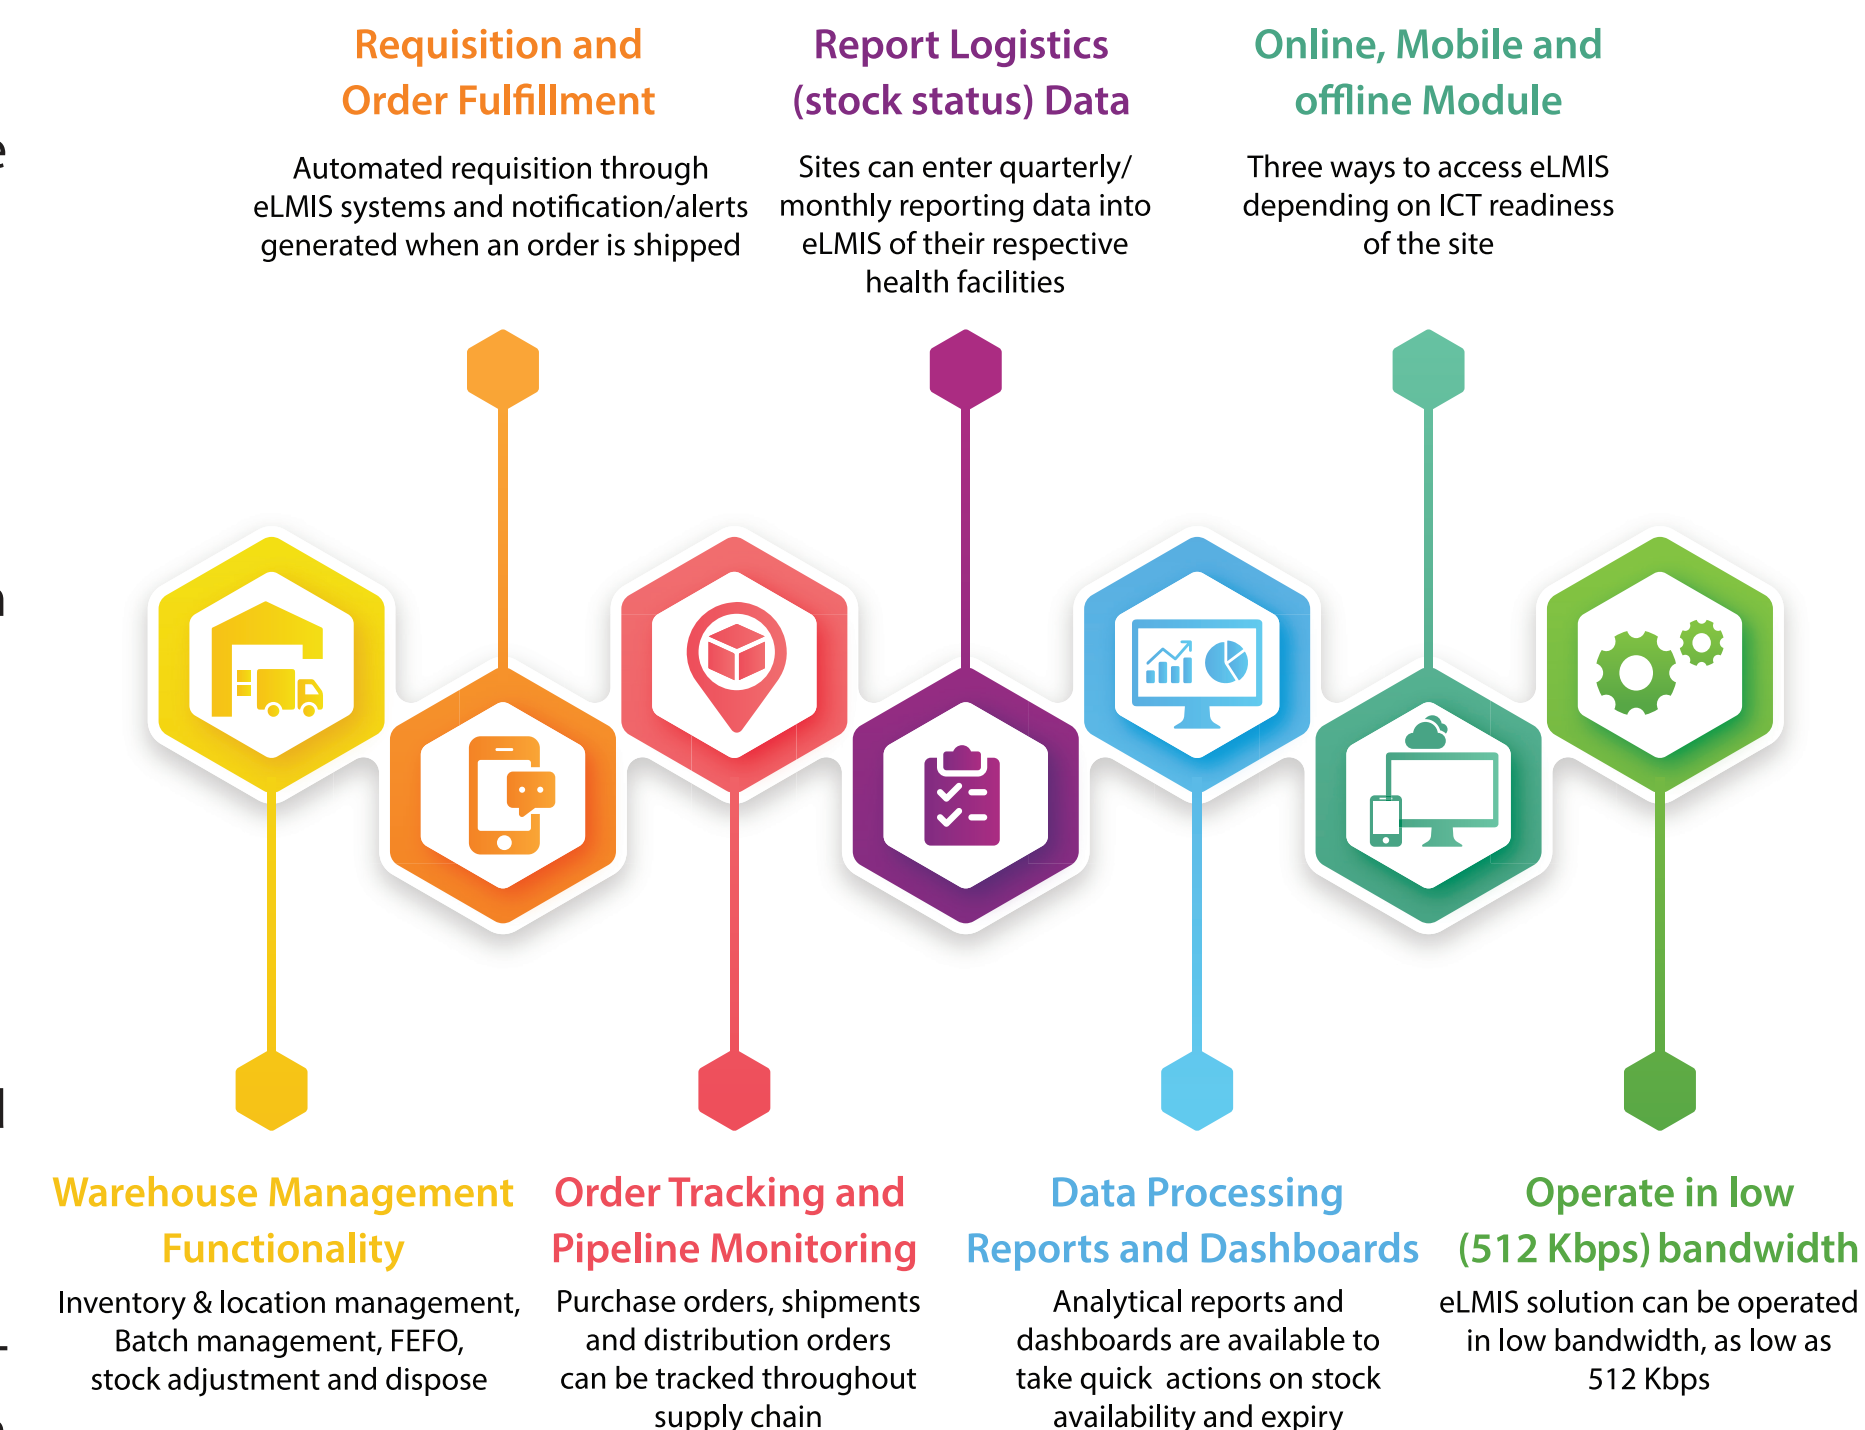 Requisition and
Order Fulfillment
Automated requisition through
eLMIS systems and notification/alerts
generated when an order is shipped
Report Logistics
(stock status) Data
Sites can enter quarterly/
monthly reporting data into
eLMIS of their respective
health facilities
Online, Mobile and
offline Module
Three ways to access eLMIS
depending on ICT readiness
of the site
Warehouse Management
Functionality
Inventory & location management,
Batch management, FEFO,
stock adjustment and dispose
Order Tracking and
Pipeline Monitoring
Purchase orders, shipments
and distribution orders
can be tracked throughout
supply chain
Data Processing
Reports and Dashboards
Analytical reports and
dashboards are available to
take quick actions on stock
availability and expiry
Operate in low
(512 Kbps) bandwidth
eLMIS solution can be operated
in low bandwidth, as low as
512 Kbps